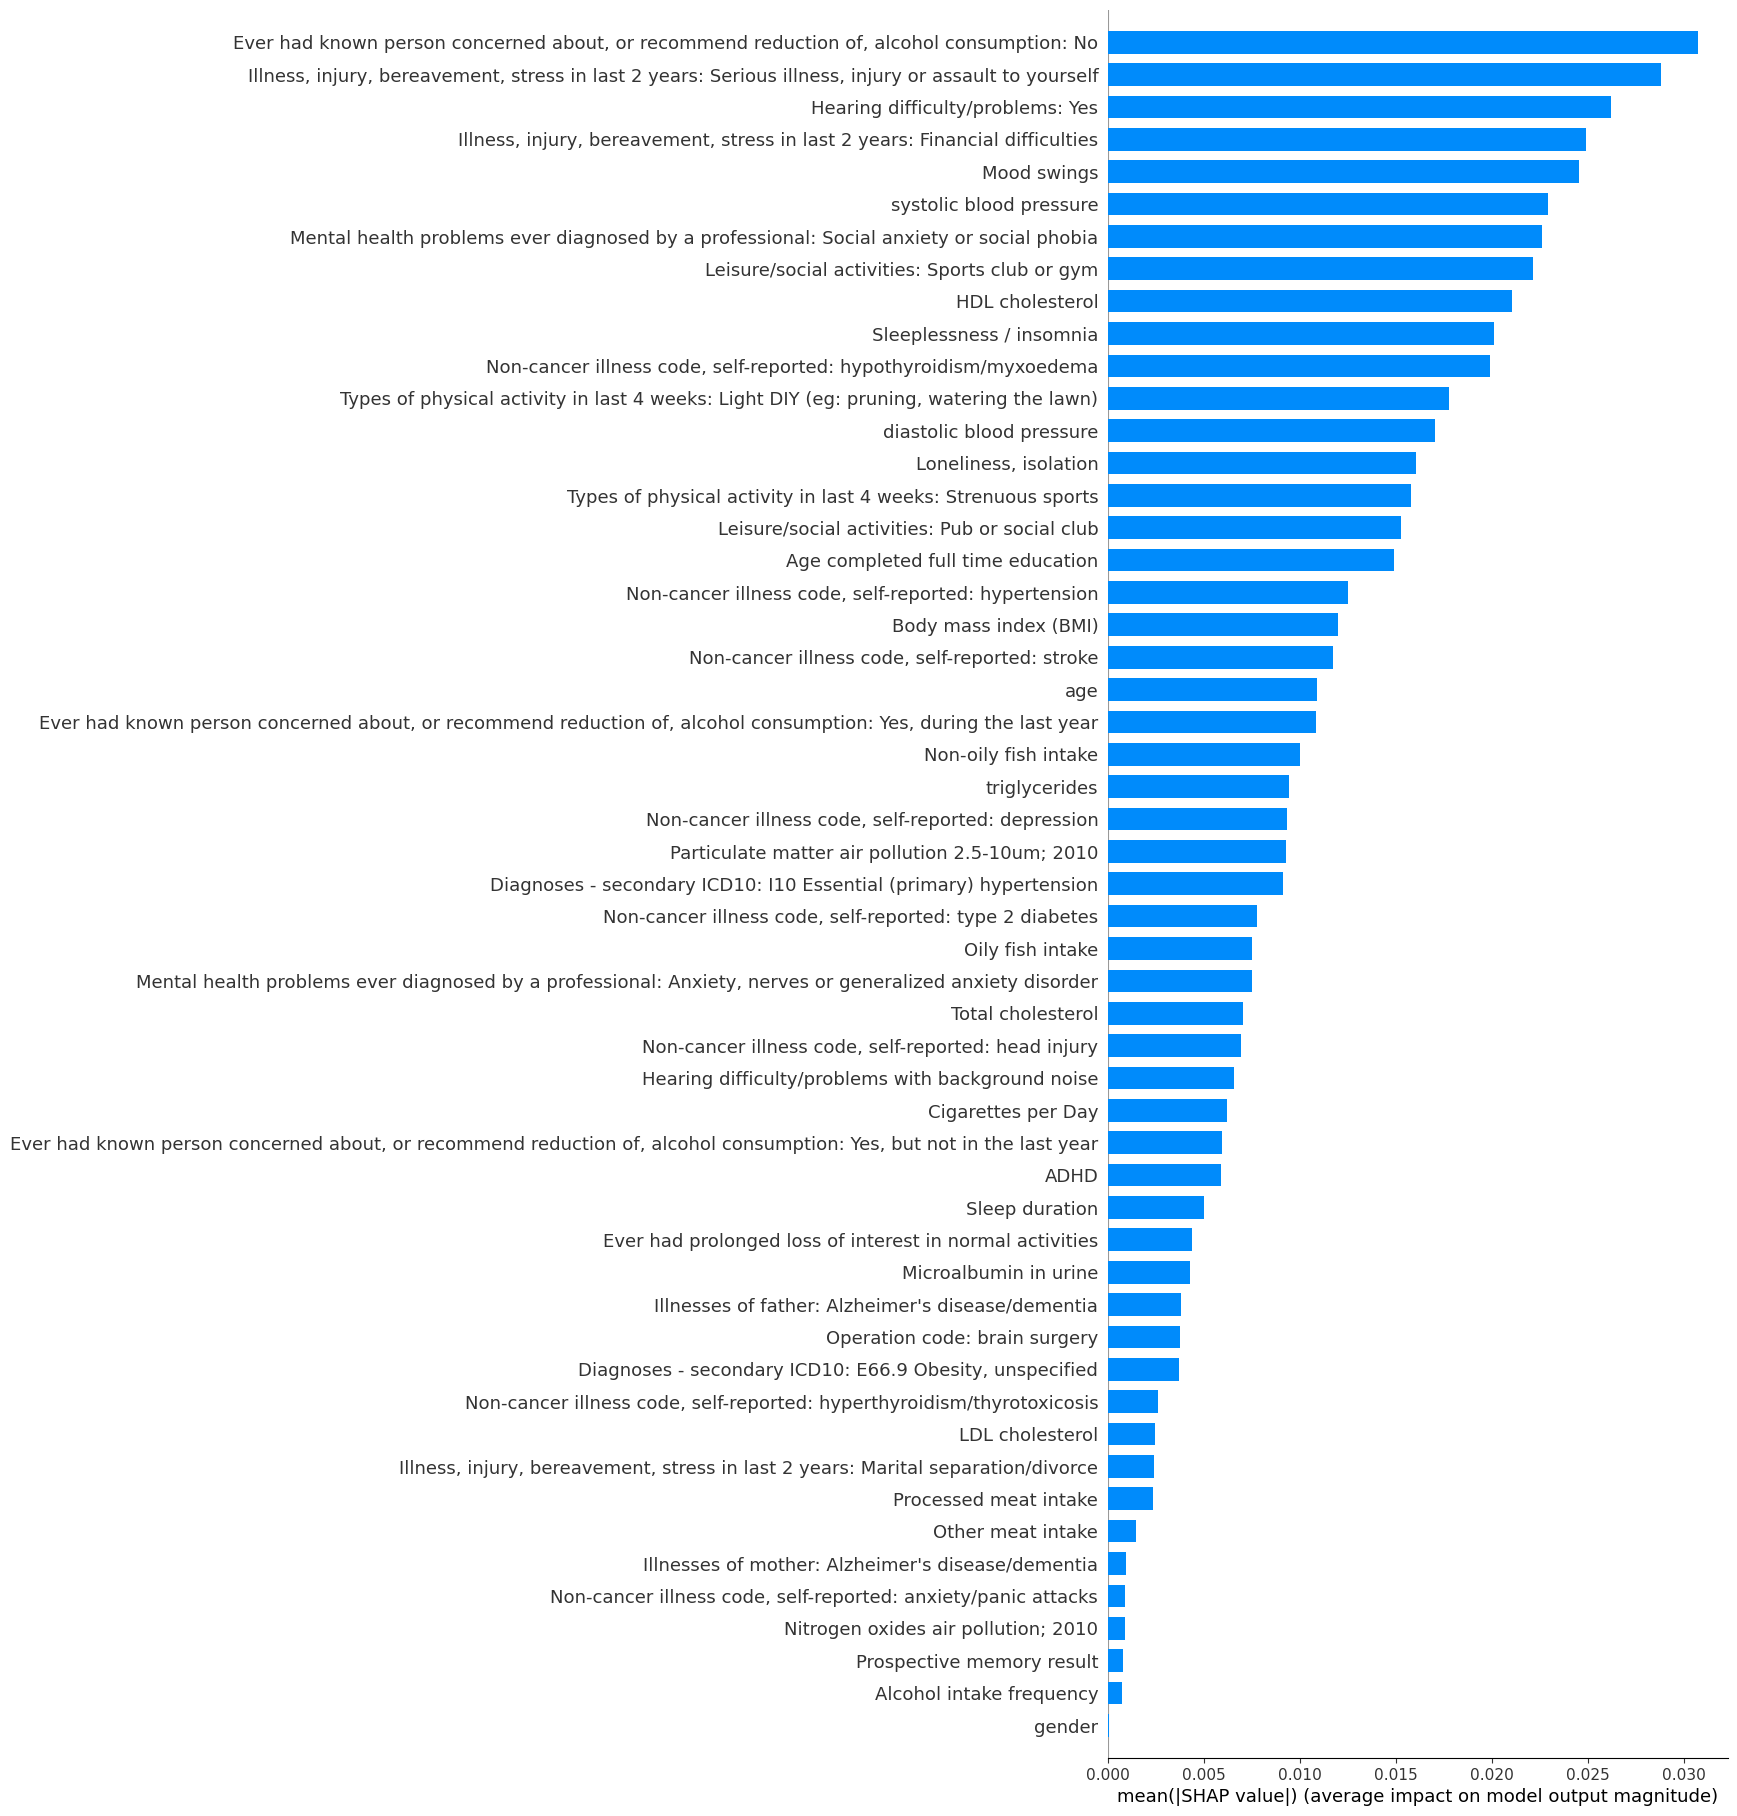 Ever had known person concerned about, or recommend reduction of, alcohol consumption: No
Illness, injury, bereavement, stress in last 2 years: Serious illness, injury or assault to yourself
Hearing difficulty/problems: Yes
Illness, injury, bereavement, stress in last 2 years: Financial difficulties
Mood swings
systolic blood pressure
Mental health problems ever diagnosed by a professional: Social anxiety or social phobia
Leisure/social activities: Sports club or gym
HDL cholesterol
Sleeplessness / insomnia
Non-cancer illness code, self-reported: hypothyroidism/myxoedema
Types of physical activity in last 4 weeks: Light DIY (eg: pruning, watering the lawn)
diastolic blood pressure
Loneliness, isolation
Types of physical activity in last 4 weeks: Strenuous sports
Leisure/social activities: Pub or social club
Age completed full time education
Non-cancer illness code, self-reported: hypertension
Body mass index (BMI)
Non-cancer illness code, self-reported: stroke
age
Ever had known person concerned about, or recommend reduction of, alcohol consumption: Yes, during the last year
Non-oily fish intake
triglycerides
Non-cancer illness code, self-reported: depression
Particulate matter air pollution 2.5-10um; 2010
Diagnoses - secondary ICD10: I10 Essential (primary) hypertension
Non-cancer illness code, self-reported: type 2 diabetes
Oily fish intake
Mental health problems ever diagnosed by a professional: Anxiety, nerves or generalized anxiety disorder
Total cholesterol
Non-cancer illness code, self-reported: head injury
Hearing difficulty/problems with background noise
Cigarettes per Day
Ever had known person concerned about, or recommend reduction of, alcohol consumption: Yes, but not in the last year
ADHD
Sleep duration
Ever had prolonged loss of interest in normal activities
Microalbumin in urine
Illnesses of father: Alzheimer's disease/dementia
Operation code: brain surgery
Diagnoses - secondary ICD10: E66.9 Obesity, unspecified
Non-cancer illness code, self-reported: hyperthyroidism/thyrotoxicosis
LDL cholesterol
Illness, injury, bereavement, stress in last 2 years: Marital separation/divorce
Processed meat intake
Other meat intake
Illnesses of mother: Alzheimer's disease/dementia
Non-cancer illness code, self-reported: anxiety/panic attacks
Nitrogen oxides air pollution; 2010
Prospective memory result
Alcohol intake frequency
gender
0.000 0.005 0.010 0.015 0.020 0.025 0.030
mean(|SHAP value|) (average impact on model output magnitude)